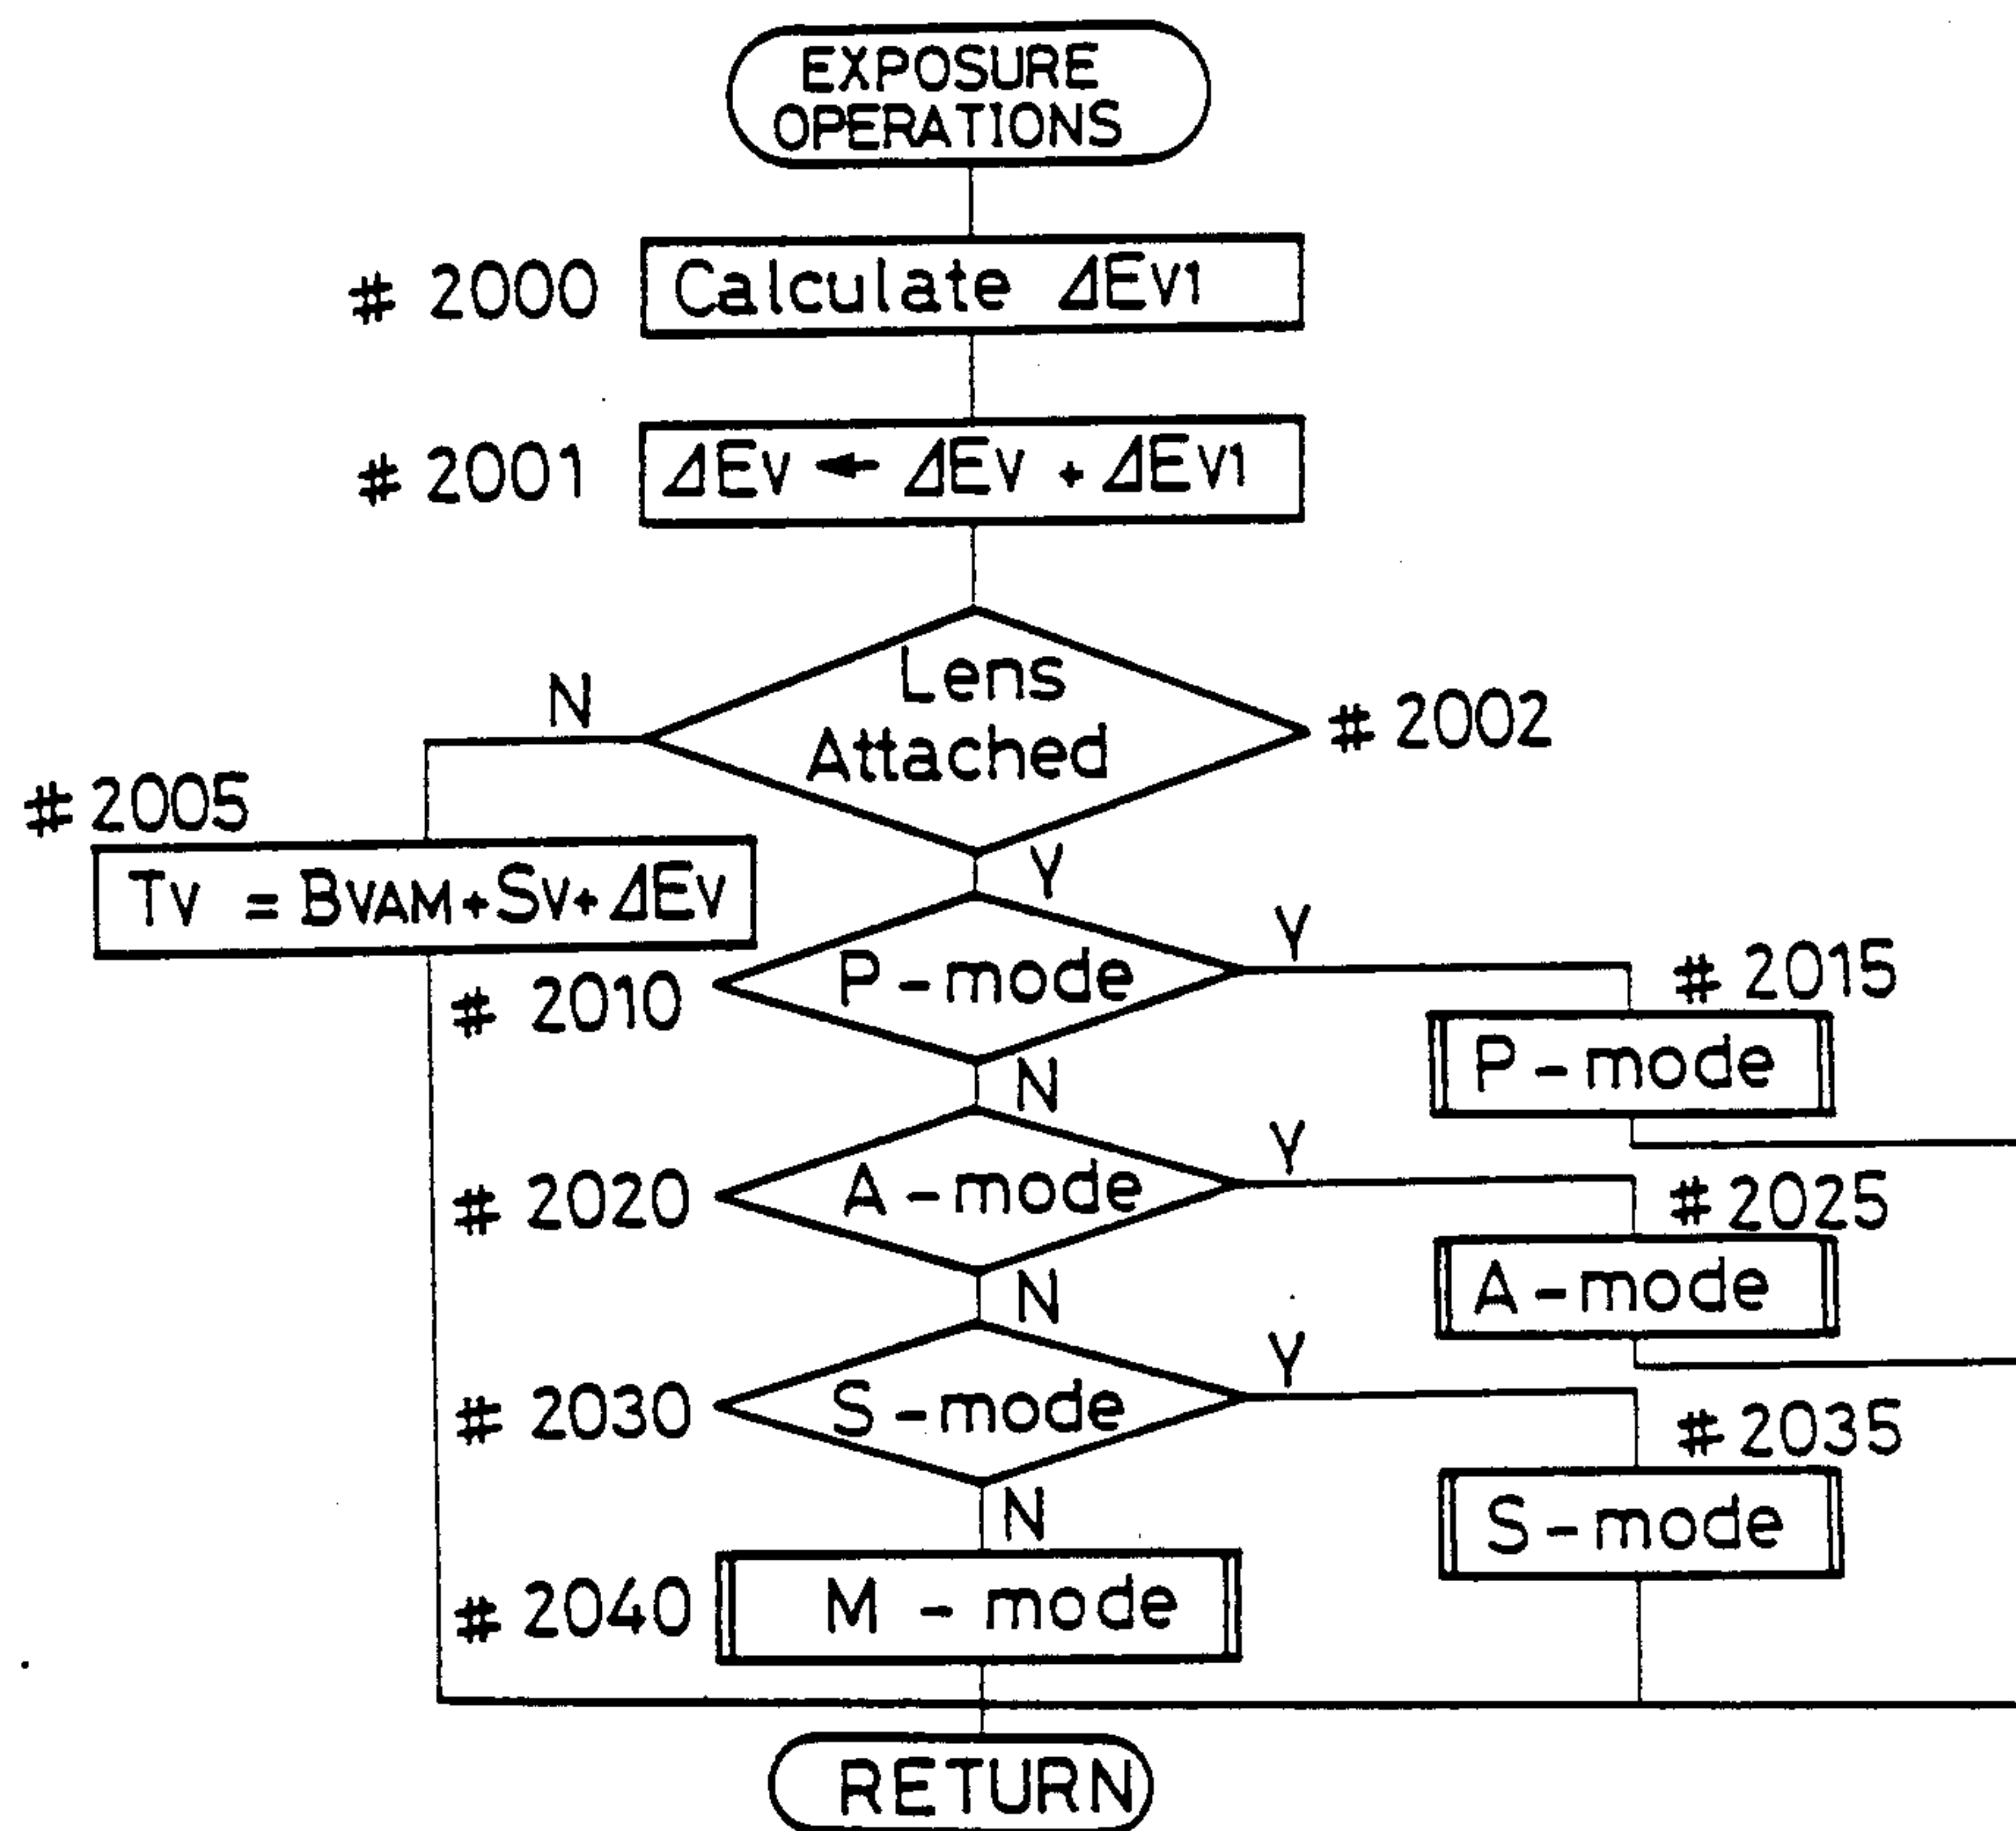 EXPOSURE
OPERATIONS
# 2000
Calculate ΔEV1
# 2001
ΔEV ← ΔEV + ΔEV1
Lens
Attached
# 2002
N
# 2005
TV = BVAM + SV + ΔEV
Y
P-mode
# 2010
Y
# 2015
P-mode
N
A-mode
# 2020
Y
# 2025
A-mode
N
S-mode
# 2030
Y
# 2035
S-mode
N
# 2040
M - mode
RETURN